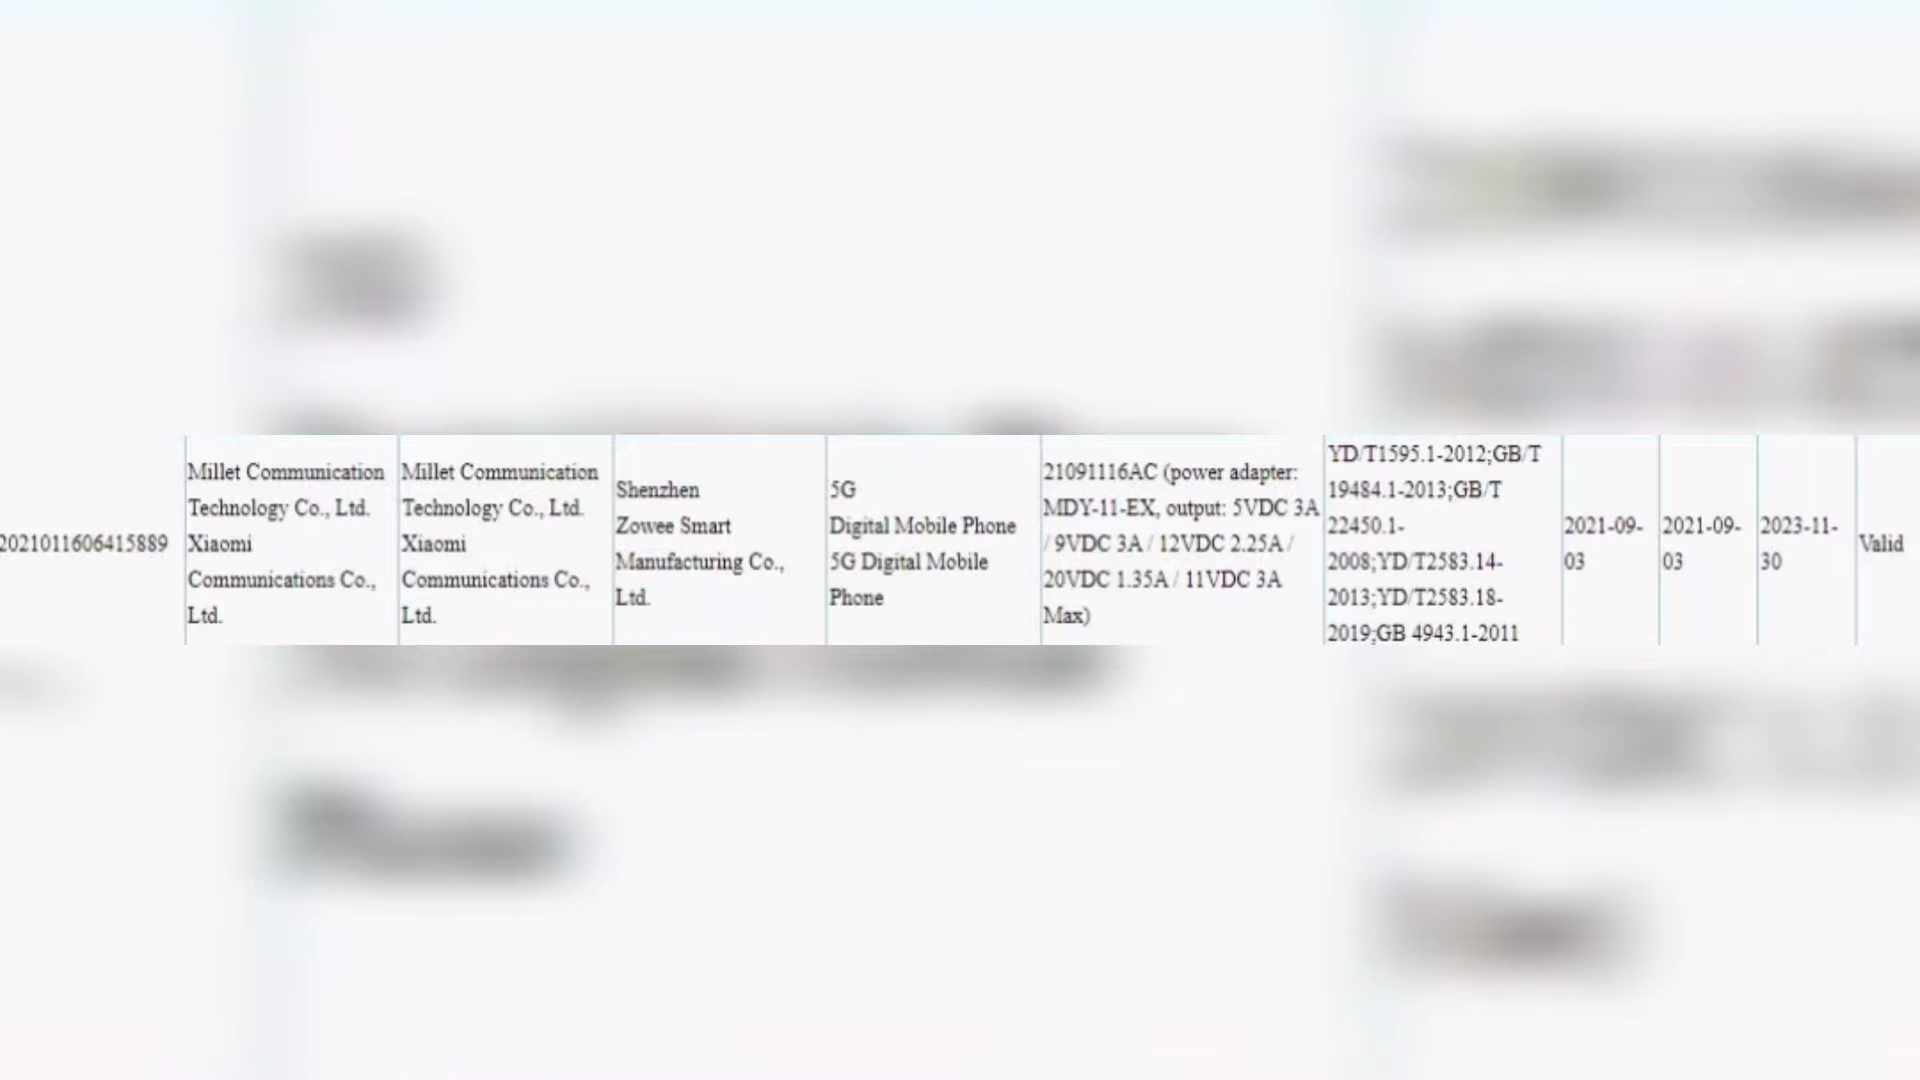 2021011606415889
Millet Communication
Technology Co., Ltd.
Xiaomi
Communications Co.,
Ltd.
Millet Communication
Technology Co., Ltd.
Xiaomi
Communications Co.,
Ltd.
Shenzhen
Zowee Smart
Manufacturing Co.,
Ltd.
5G
Digital Mobile Phone
5G Digital Mobile
Phone
21091116AC (power adapter:
MDY-11-EX, output: 5VDC 3A
/ 9VDC 3A / 12VDC 2.25A /
20VDC 1.35A / 11VDC 3A
Max)
YD/T1595.1-2012;GB/T
19484.1-2013;GB/T
22450.1-
2008;YD/T2583.14-
2013;YD/T2583.18-
2019;GB 4943.1-2011
2021-09-
03
2021-09-
03
2023-11-
30
Valid